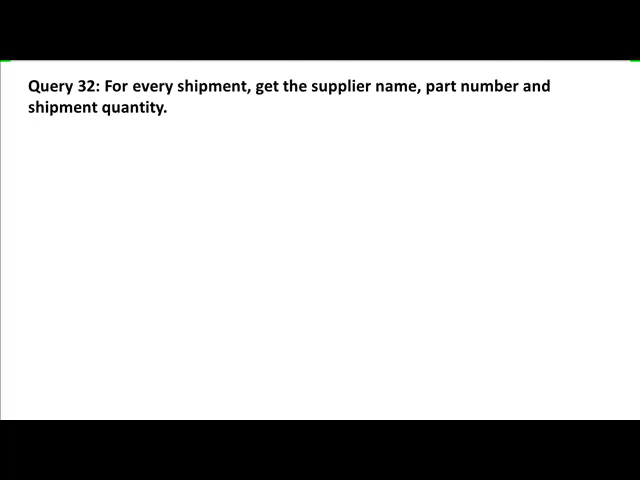 Query 32: For every shipment, get the supplier name, part number and
shipment quantity.